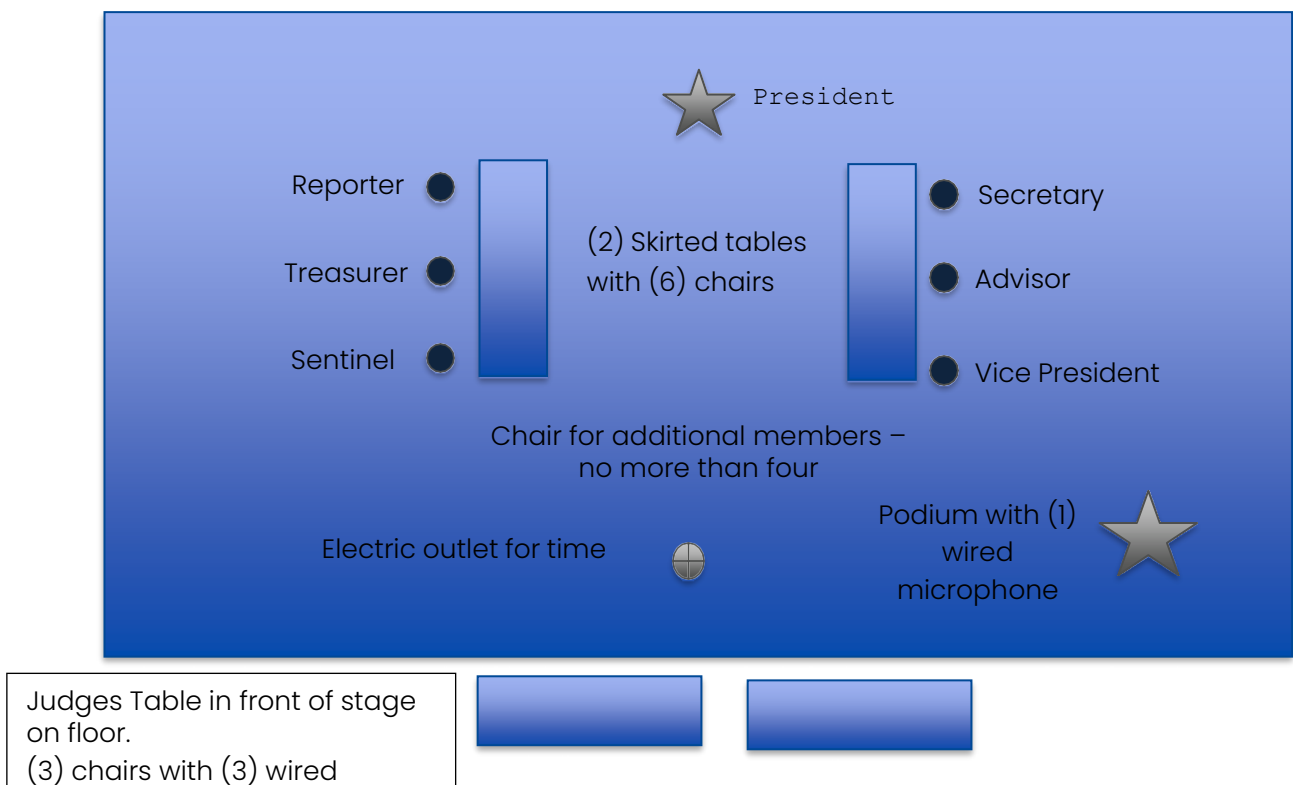 President
Reporter
Secretary
(2) Skirted tables
with (6) chairs
Treasurer
Advisor
Sentinel
Vice President
Chair for additional members –
no more than four
Podium with (1)
wired
microphone
Electric outlet for time
Judges Table in front of stage
on floor.
(3) chairs with (3) wired